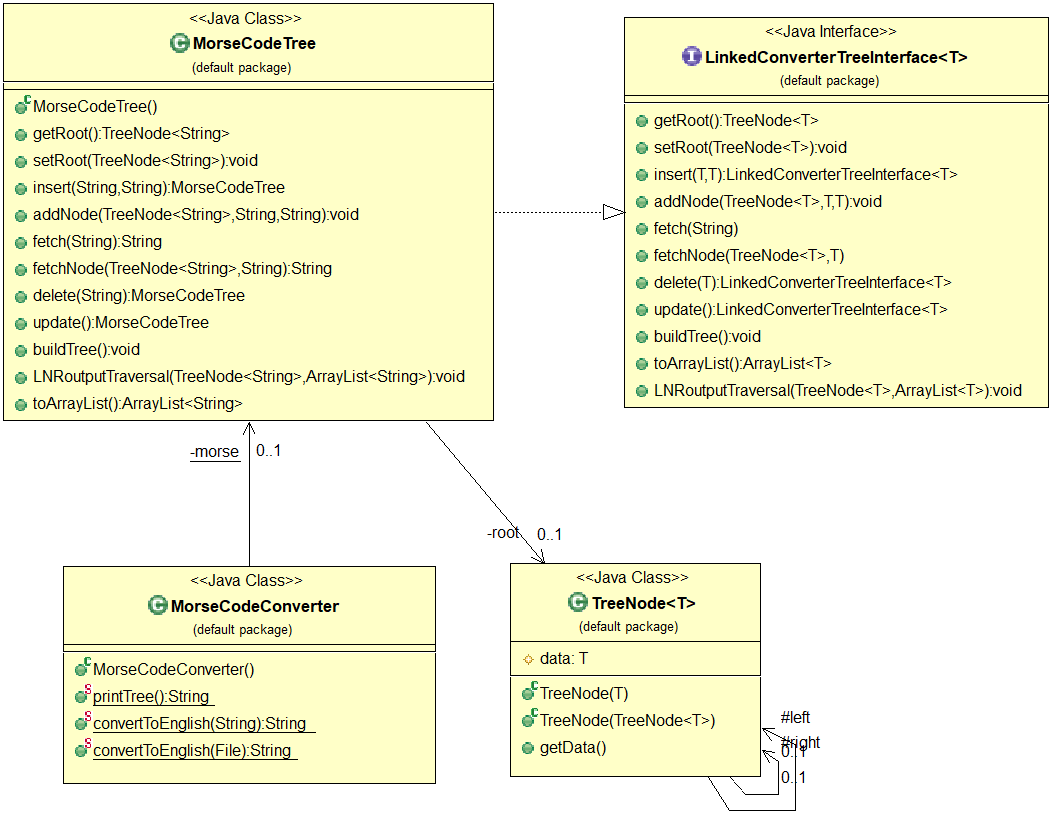 <<Java Class>>
MorseCodeTree
(default package)
MorseCodeTree()
getRoot():TreeNode<String>
setRoot(TreeNode<String>):void
insert(String,String):MorseCodeTree
addNode(TreeNode<String>,String,String):void
fetch(String):String
fetchNode(TreeNode<String>,String):String
delete(String):MorseCodeTree
update():MorseCodeTree
buildTree():void
LNRoutputTraversal(TreeNode<String>,ArrayList<String>):void
toArrayList():ArrayList<String>
<<Java Interface>>
LinkedConverterTreeInterface<T>
(default package)
getRoot():TreeNode<T>
setRoot(TreeNode<T>):void
insert(T,T):LinkedConverterTreeInterface<T>
addNode(TreeNode<T>,T,T):void
fetch(String)
fetchNode(TreeNode<T>,T)
delete(T):LinkedConverterTreeInterface<T>
update():LinkedConverterTreeInterface<T>
buildTree():void
toArrayList():ArrayList<T>
LNRoutputTraversal(TreeNode<T>,ArrayList<T>):void
-morse
0..1
-root
0..1
<<Java Class>>
MorseCodeConverter
(default package)
MorseCodeConverter()
printTree():String
convertToEnglish(String):String
convertToEnglish(File):String
<<Java Class>>
TreeNode<T>
(default package)
data: T
TreeNode(T)
TreeNode(TreeNode<T>)
getData()
#left
#right
0..1
0..1